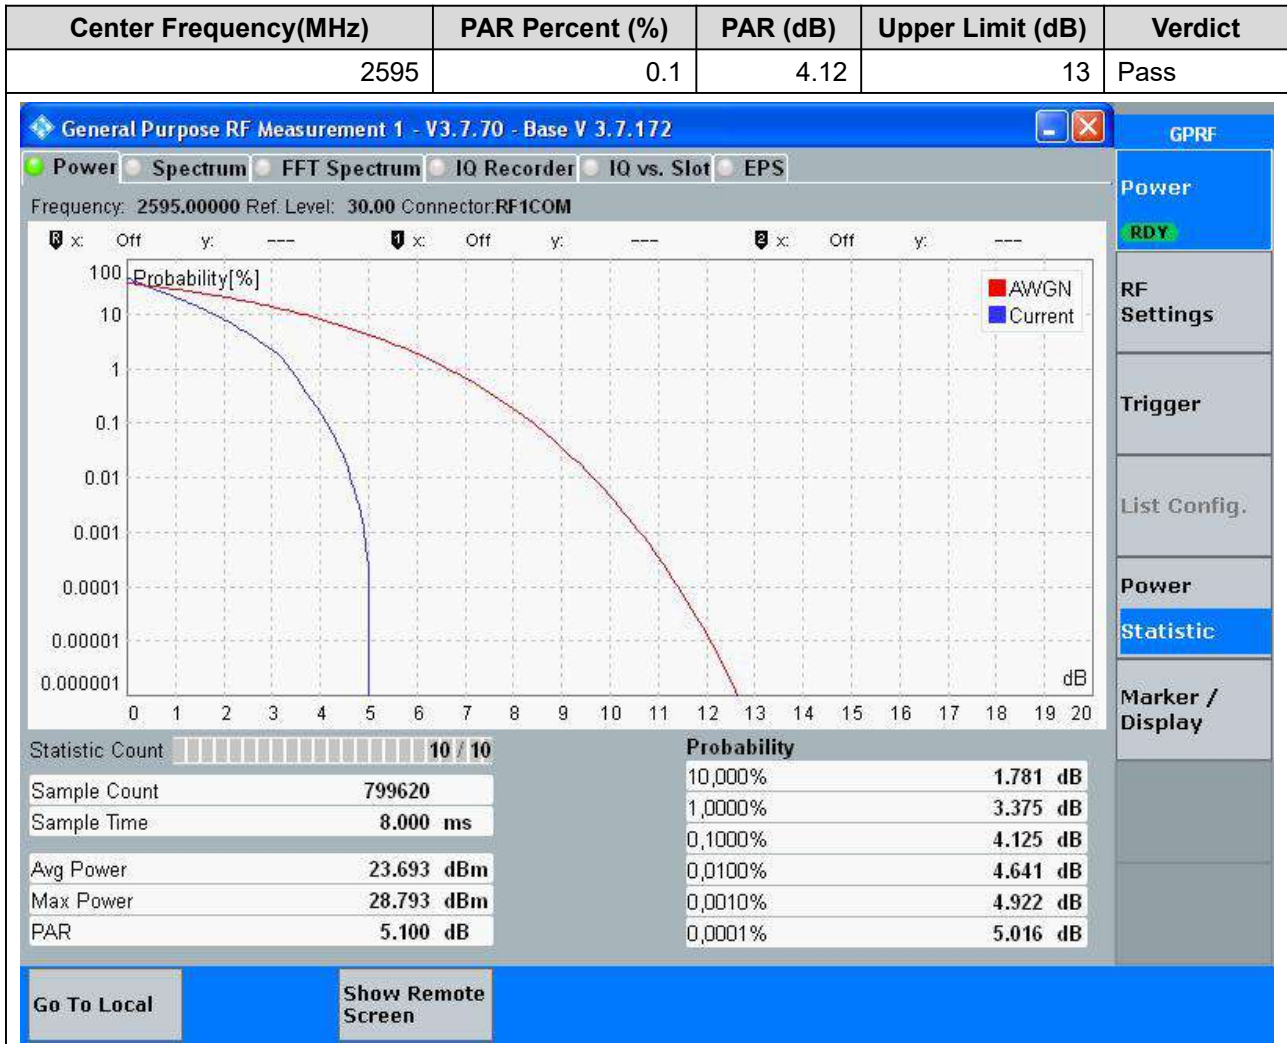 Center Frequency(MHz) PAR Percent (%) PAR (dB) Upper Limit (dB) Verdict
2595 0.1 4.12 13 Pass
General Purpose RF Measurement 1 - V3.7.70 - Base V 3.7.172
GPRF
Power Spectrum FFT Spectrum IQ Recorder IQ vs. Slot EPS
Power
RDY
Frequency: 2595.00000 Ref. Level: 30.00 Connector:RF1COM
R x: Off y: --- 1 x: Off y: --- 2 x: Off y: ---
Probability[%]
AWGN
Current
100
10
1
0.1
0.01
0.001
0.0001
0.00001
0.000001
dB
0 1 2 3 4 5 6 7 8 9 10 11 12 13 14 15 16 17 18 19 20
RF
Settings
Trigger
List Config.
Power
Statistic
Marker /
Display
Statistic Count 10 / 10
Sample Count 799620
Sample Time 8.000 ms
Avg Power 23.693 dBm
Max Power 28.793 dBm
PAR 5.100 dB
Probability
10,000% 1.781 dB
1,0000% 3.375 dB
0,1000% 4.125 dB
0,0100% 4.641 dB
0,0010% 4.922 dB
0,0001% 5.016 dB
Go To Local
Show Remote
Screen